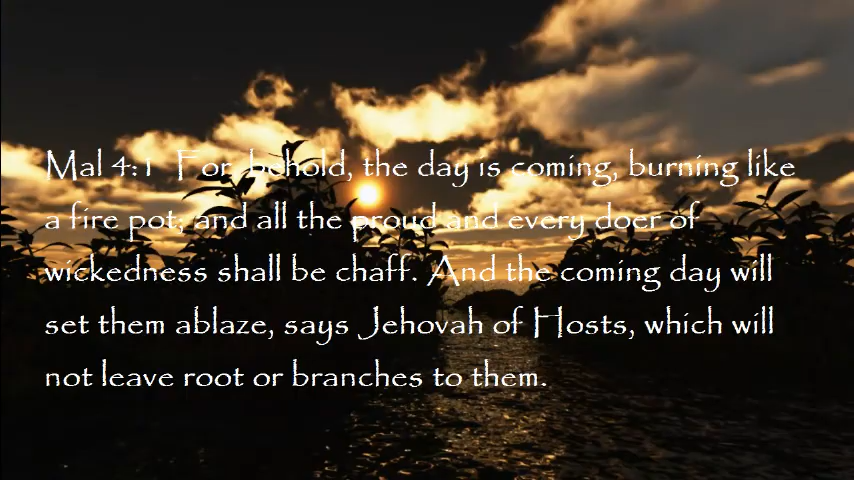 Mal 4:1 For, behold, the day is coming, burning like
a fire pot; and all the proud and every doer of
wickedness shall be chaff. And the coming day will
set them ablaze, says Jehovah of Hosts, which will
not leave root or branches to them.